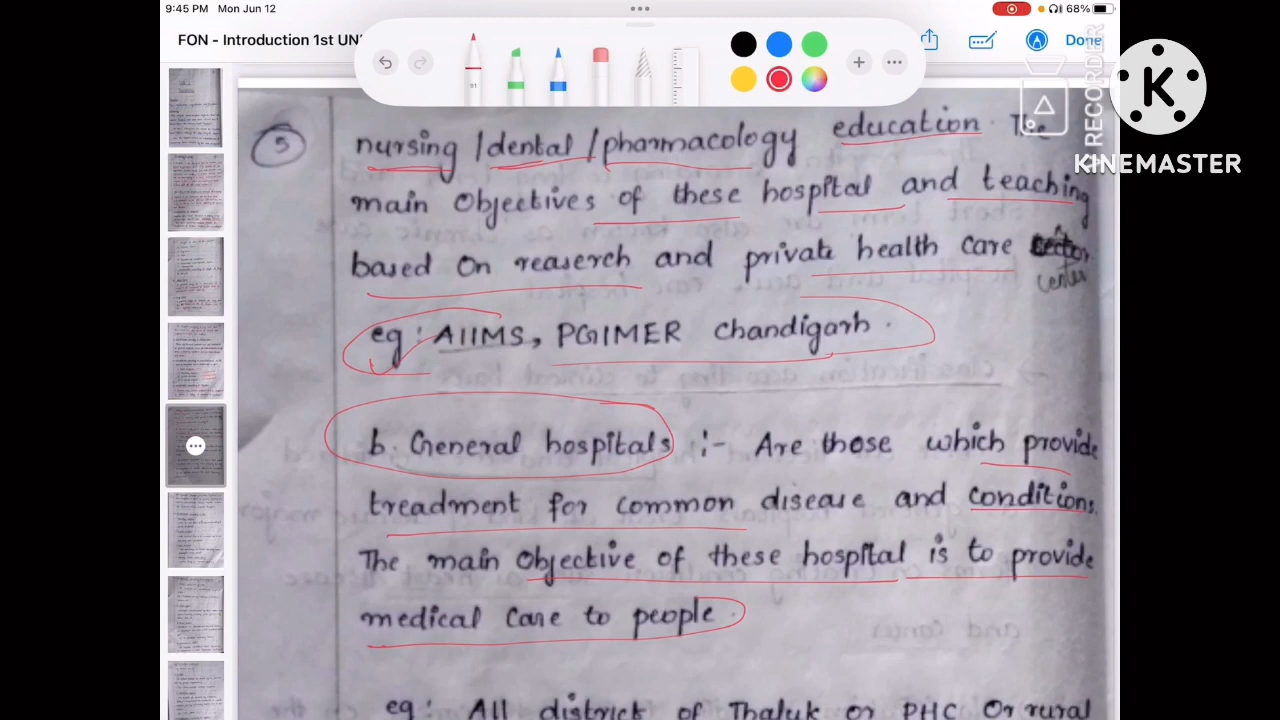 9:45 PM Mon Jun 12
68%
FON - Introduction 1st UNI
Done
RECORDER
KINEMASTER
5
nursing / dental / pharmacology education. The
main Objectives of these hospital and teaching
based on reaserch and private health care
center
eg: AIIMS, PGIMER Chandigarh.
b. General hospitals :- Are those which provide
treadment for common disease and conditions.
The main objective of these hospital is to provide
medical Care to people.
eg: All district of Thaluk or PHC Or rural